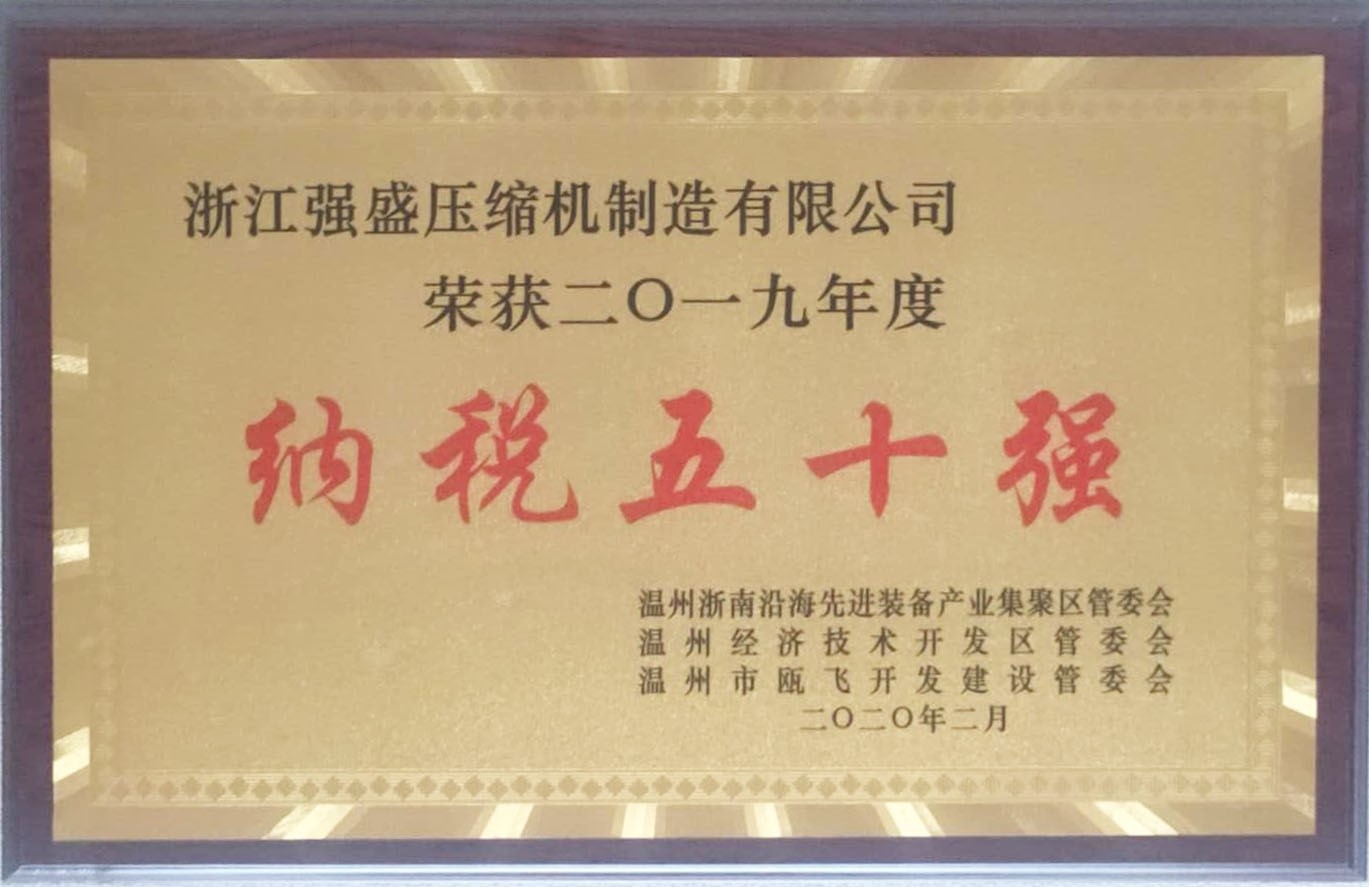 浙江强盛压缩机制造有限公司
荣获二〇一九年度
纳税五十强
温州浙南沿海先进装备产业集聚区管委会
温州经济技术开发区管委会
温州市瓯飞开发建设管委会
二〇二〇年二月